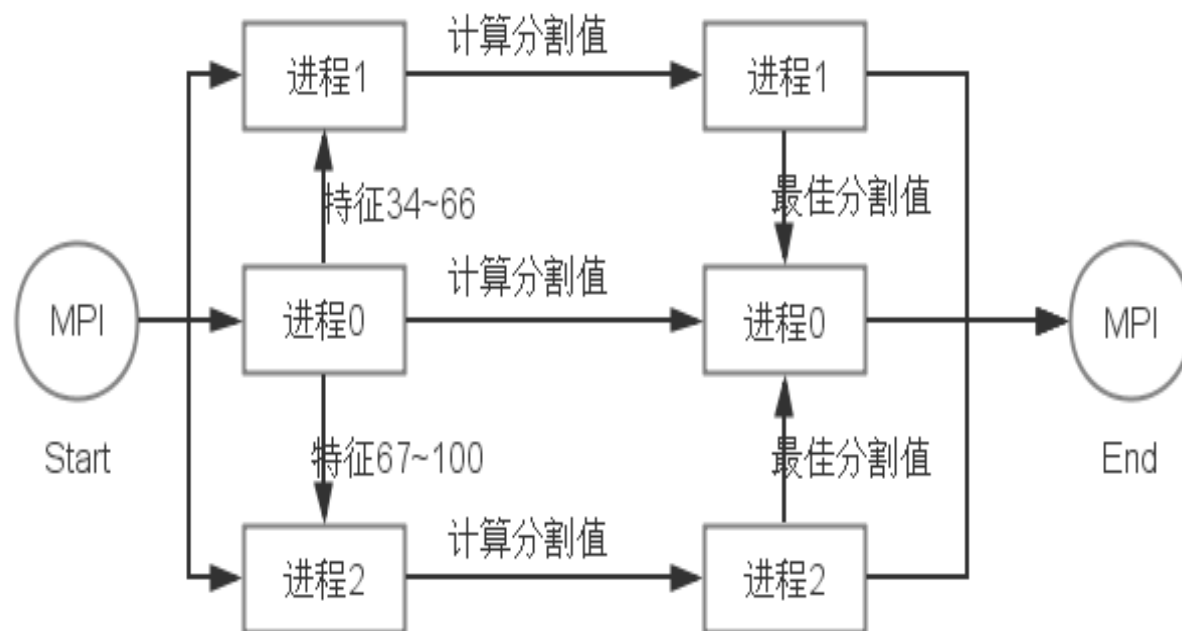 计算分割值
进程1
进程1
特征34~66
最佳分割值
计算分割值
MPI
进程0
进程0
MPI
Start
特征67~100
最佳分割值
End
计算分割值
进程2
进程2